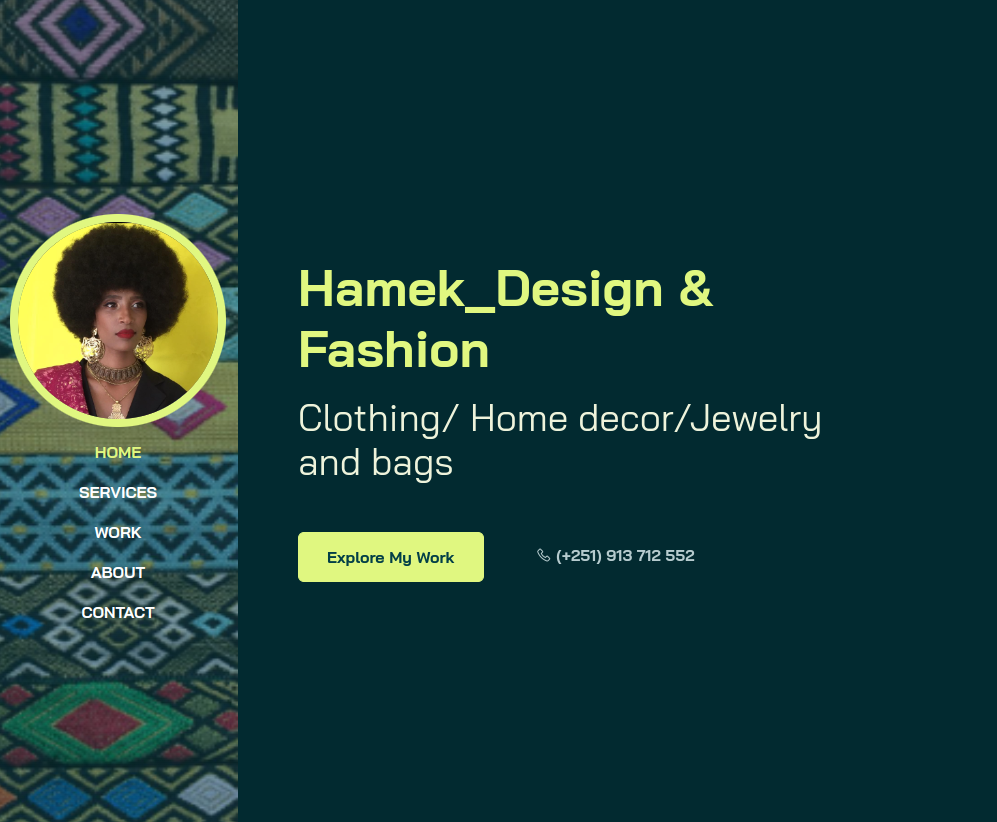 HOME
SERVICES
WORK
ABOUT
CONTACT
Hamek_Design &
Fashion
Clothing/ Home decor/Jewelry
and bags
Explore My Work
(+251) 913 712 552